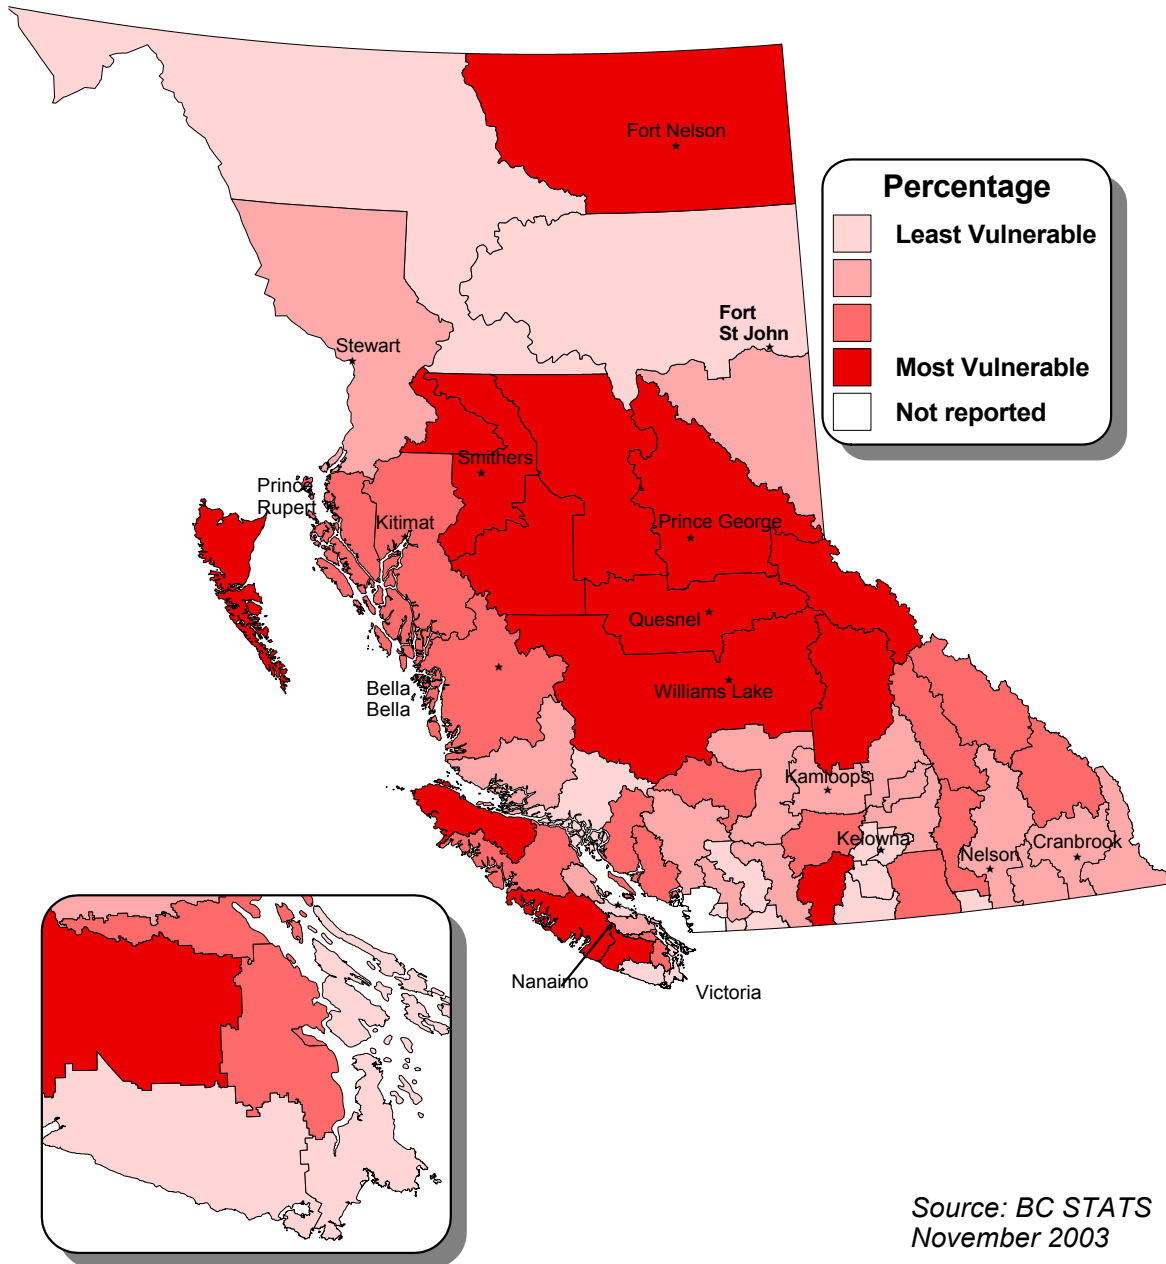 Fort Nelson
Percentage
Least Vulnerable
Most Vulnerable
Not reported
Fort
St John
Stewart
Smithers
Prince
Rupert
Kitimat
Prince George
Quesnel
Williams Lake
Bella
Bella
Kamloops
Kelowna
Nelson
Cranbrook
Nanaimo
Victoria
Source: BC STATS
November 2003